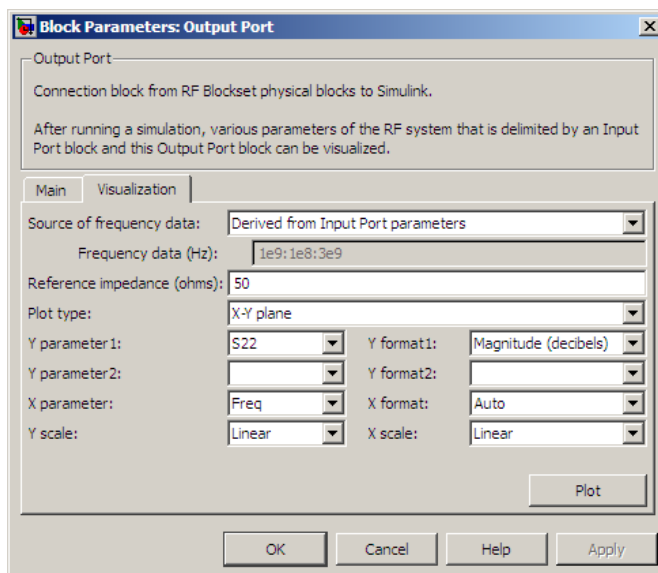 Block Parameters: Output Port
Output Port
Connection block from RF Blockset physical blocks to Simulink.
After running a simulation, various parameters of the RF system that is delimited by an Input
Port block and this Output Port block can be visualized.
Main Visualization
Source of frequency data: Derived from Input Port parameters
Frequency data (Hz): 1e9:1e8:3e9
Reference impedance (ohms): 50
Plot type: X-Y plane
Y parameter1: S22 Y format1: Magnitude (decibels)
Y parameter2: Y format2:
X parameter: Freq X format: Auto
Y scale: Linear X scale: Linear
Plot
OK Cancel Help Apply